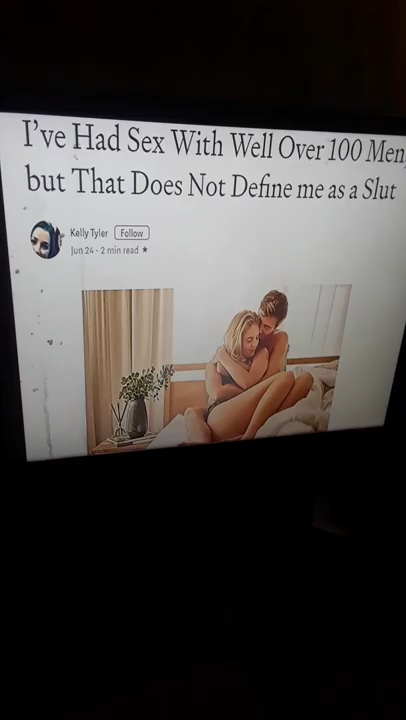 I've Had Sex With Well Over 100 Men,
but That Does Not Define me as a Slut
Kelly Tyler Follow
Jun 24 · 2 min read ★